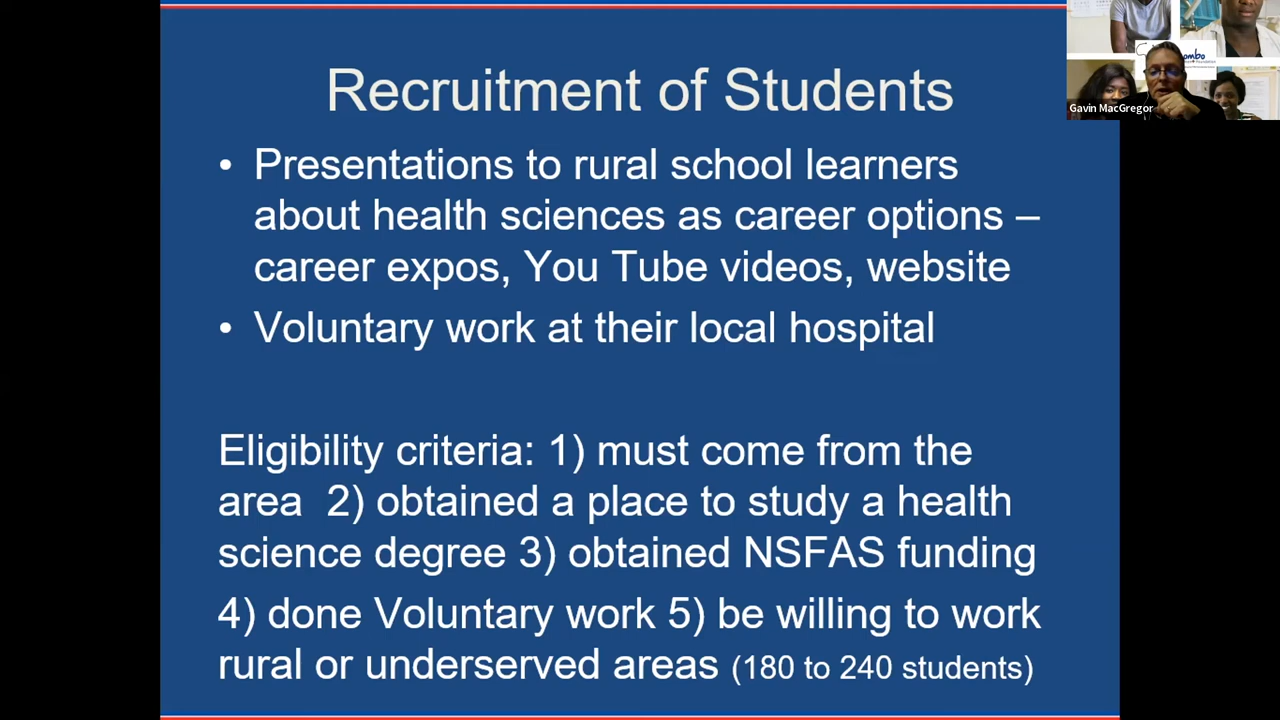 Recruitment of Students
• Presentations to rural school learners
about health sciences as career options –
career expos, You Tube videos, website
• Voluntary work at their local hospital
Eligibility criteria: 1) must come from the
area 2) obtained a place to study a health
science degree 3) obtained NSFAS funding
4) done Voluntary work 5) be willing to work
rural or underserved areas (180 to 240 students)
Gavin MacGregor